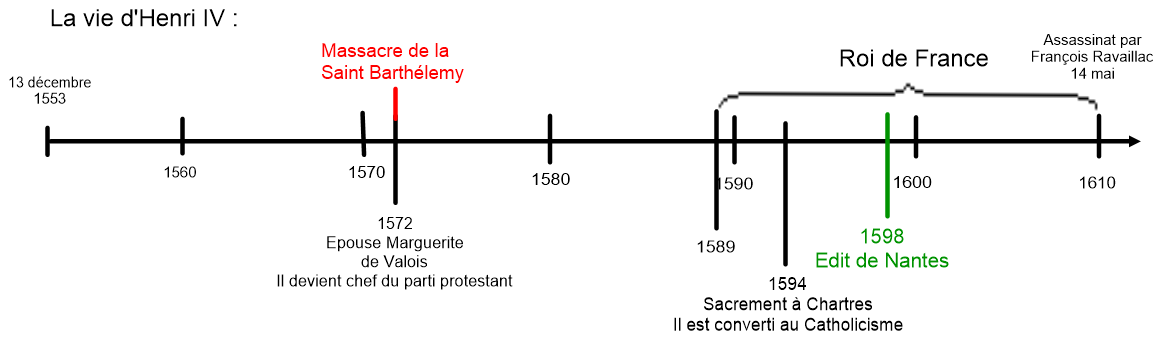 La vie d'Henri IV :
13 décembre
1553
Massacre de la
Saint Barthélemy
Roi de France
Assassinat par
François Ravaillac
14 mai
1560
1570
1580
1590
1600
1610
1572
Epouse Marguerite
de Valois
Il devient chef du parti protestant
1589
1594
Sacrement à Chartres
Il est converti au Catholicisme
1598
Edit de Nantes